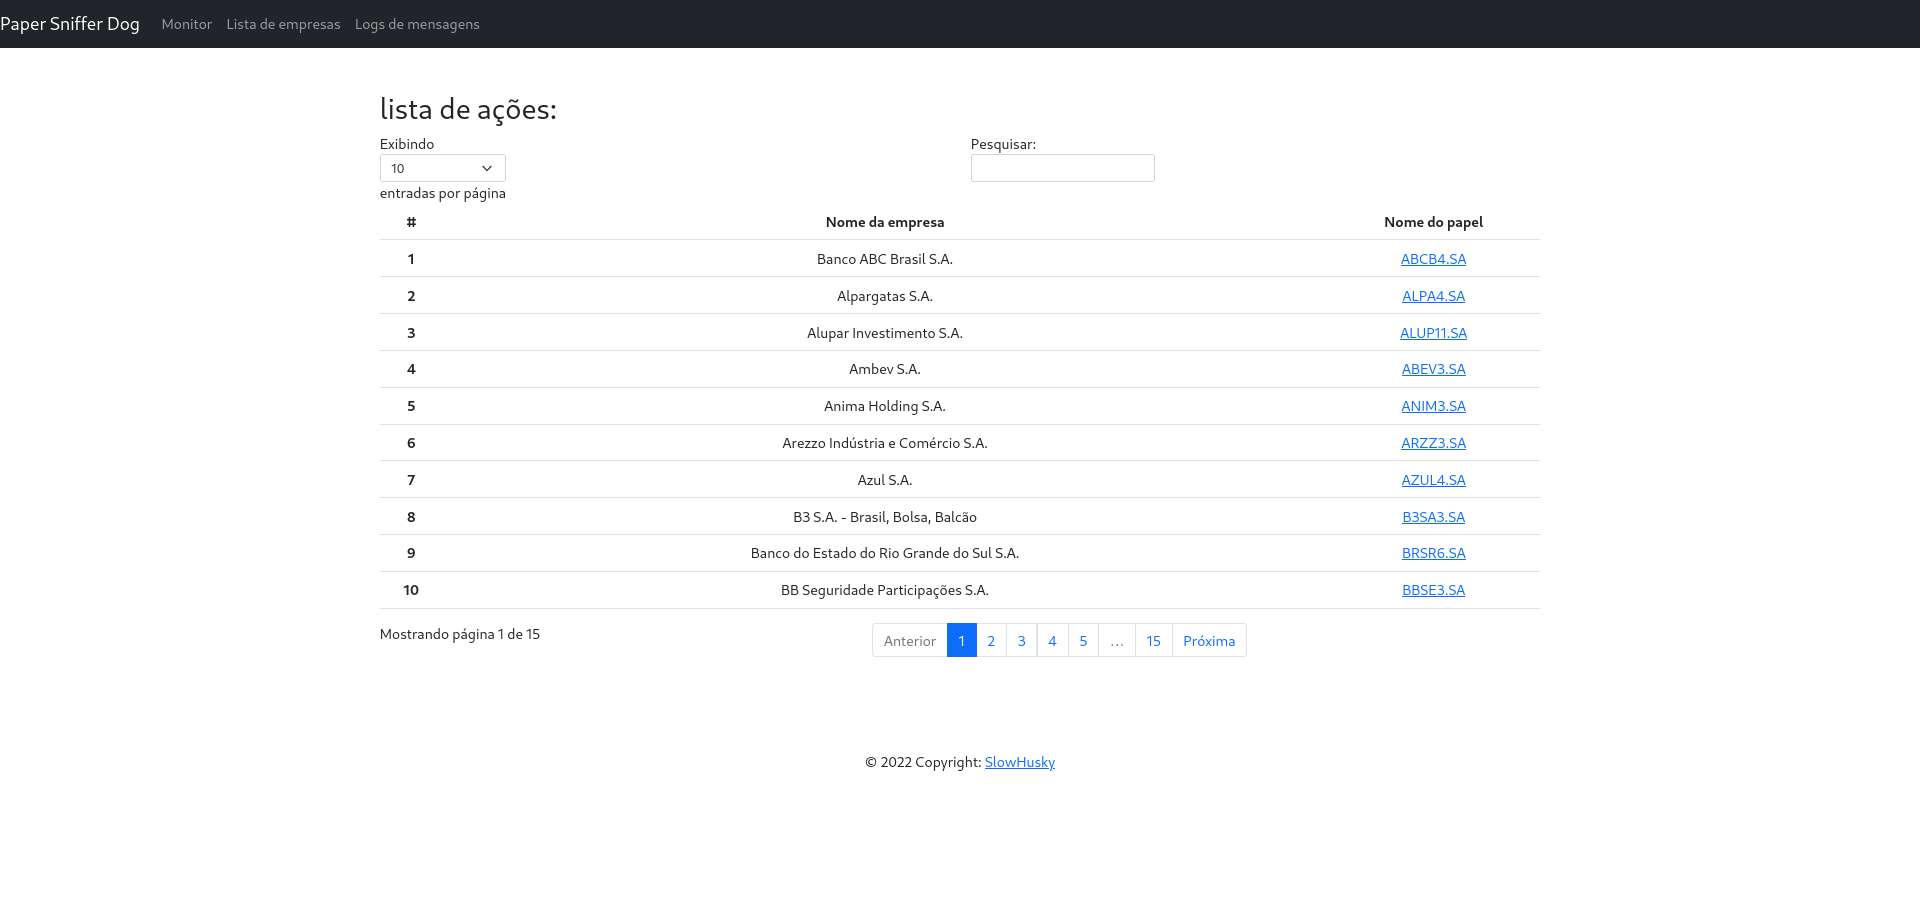 Paper Sniffer Dog Monitor Lista de empresas Logs de mensagens
lista de ações:
Exibindo Pesquisar:
10
entradas por página
# Nome da empresa Nome do papel
1 Banco ABC Brasil S.A. ABCB4.SA
2 Alpargatas S.A. ALPA4.SA
3 Alupar Investimento S.A. ALUP11.SA
4 Ambev S.A. ABEV3.SA
5 Anima Holding S.A. ANIM3.SA
6 Arezzo Indústria e Comércio S.A. ARZZ3.SA
7 Azul S.A. AZUL4.SA
8 B3 S.A. - Brasil, Bolsa, Balcão B3SA3.SA
9 Banco do Estado do Rio Grande do Sul S.A. BRSR6.SA
10 BB Seguridade Participações S.A. BBSE3.SA
Mostrando página 1 de 15 Anterior 1 2 3 4 5 … 15 Próxima
© 2022 Copyright: SlowHusky